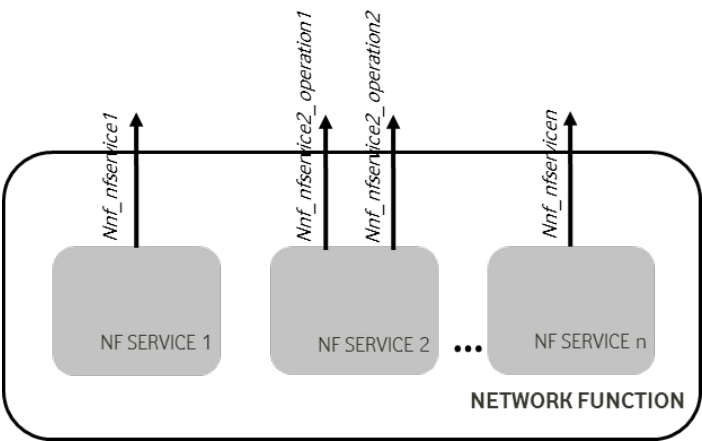 Nnf_nfservice1
Nnf_nfservice2_operation1
Nnf_nfservice2_operation2
Nnf_nfservicen
NF SERVICE 1
NF SERVICE 2
...
NF SERVICE n
NETWORK FUNCTION